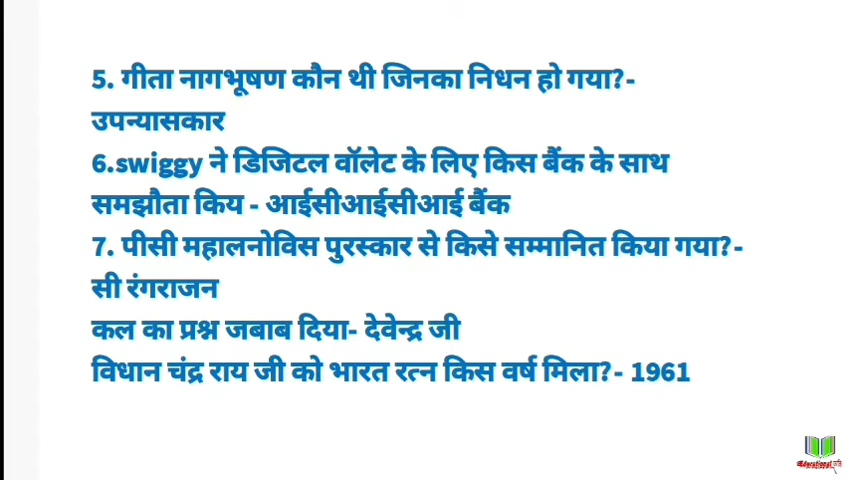 5. गीता नागभूषण कौन थी जिनका निधन हो गया?-
उपन्यासकार
6.swiggy ने डिजिटल वॉलेट के लिए किस बैंक के साथ
समझौता किय - आईसीआईसीआई बैंक
7. पीसी महालनोविस पुरस्कार से किसे सम्मानित किया गया?-
सी रंगराजन
कल का प्रश्न जबाब दिया- देवेन्द्र जी
विधान चंद्र राय जी को भारत रत्न किस वर्ष मिला?- 1961